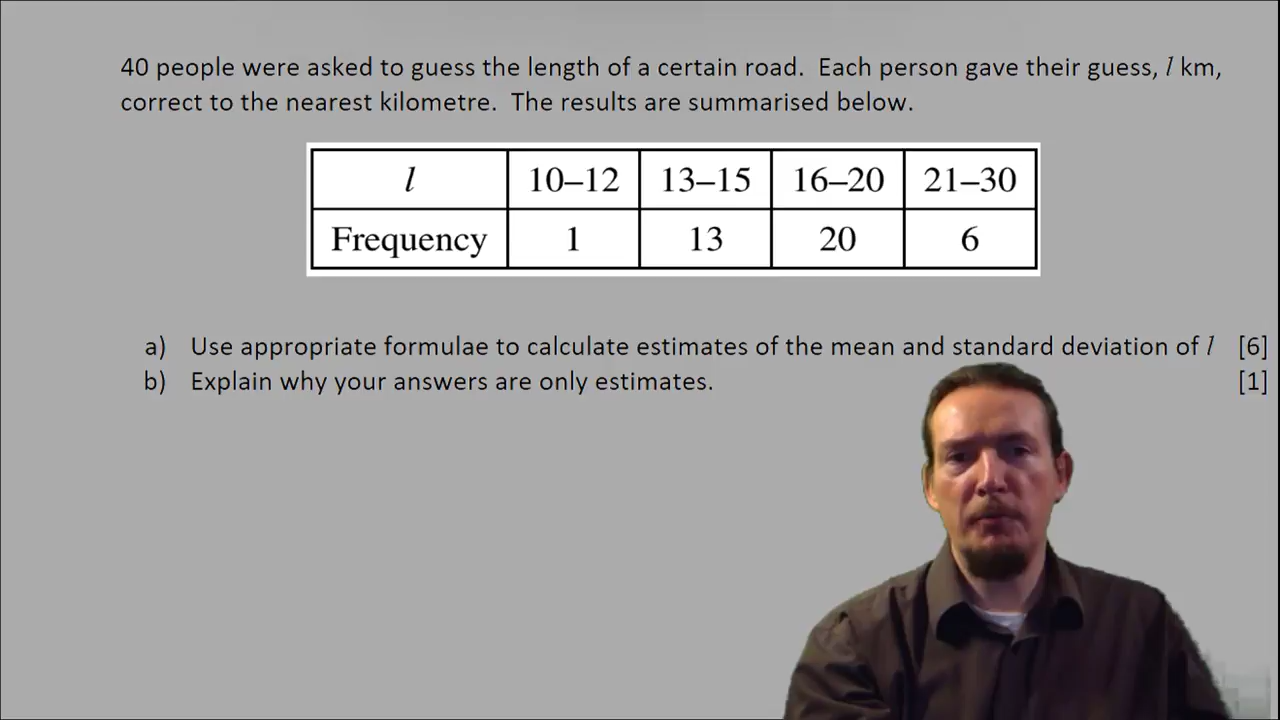 40 people were asked to guess the length of a certain road.  Each person gave their guess, l km,
correct to the nearest kilometre.  The results are summarised below.
l 10–12 13–15 16–20 21–30
Frequency 1 13 20 6
a) Use appropriate formulae to calculate estimates of the mean and standard deviation of l [6]
b) Explain why your answers are only estimates. [1]